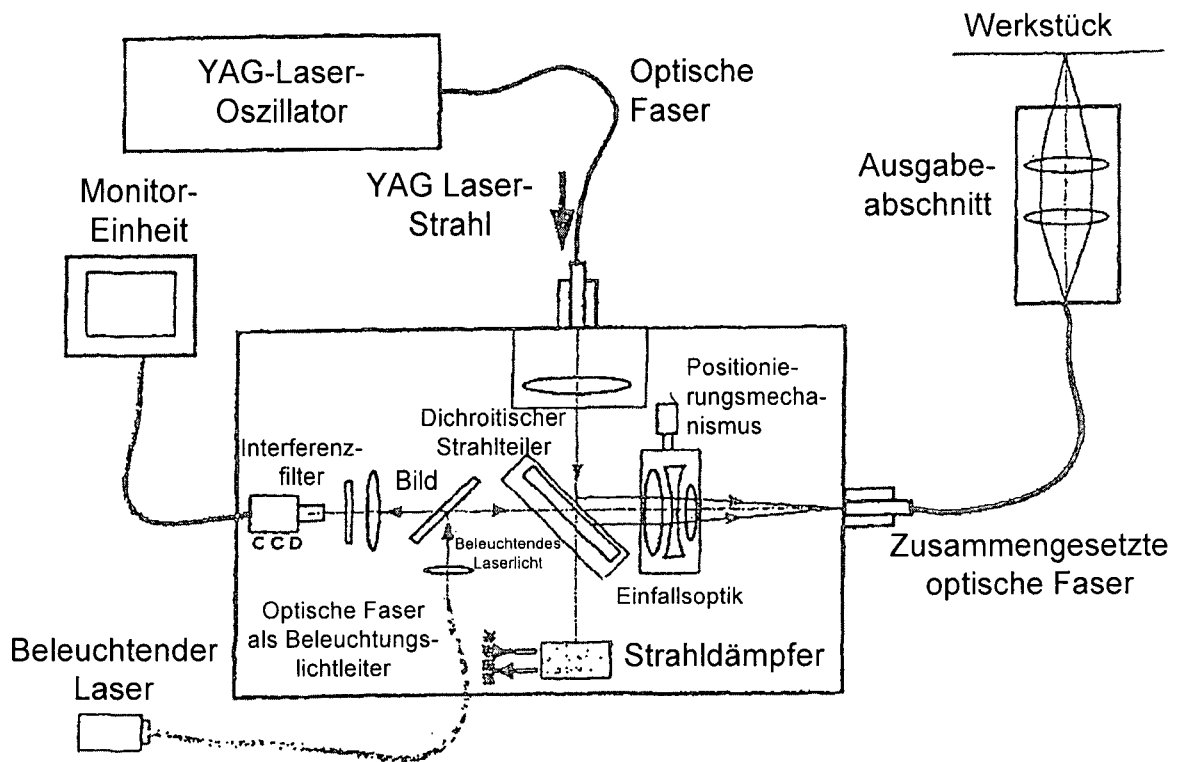 Werkstück
YAG-Laser-
Oszillator
Optische
Faser
YAG Laser-
Strahl
Ausgabe-
abschnitt
Monitor-
Einheit
Positionie-
rungsmecha-
nismus
Dichroitischer
Strahlteiler
Interferenz-
filter
Bild
CCD
Beleuchtendes
Laserlicht
Einfallsoptik
Zusammengesetzte
optische Faser
Optische Faser
als Beleuchtungs-
lichtleiter
Strahldämpfer
Beleuchtender
Laser